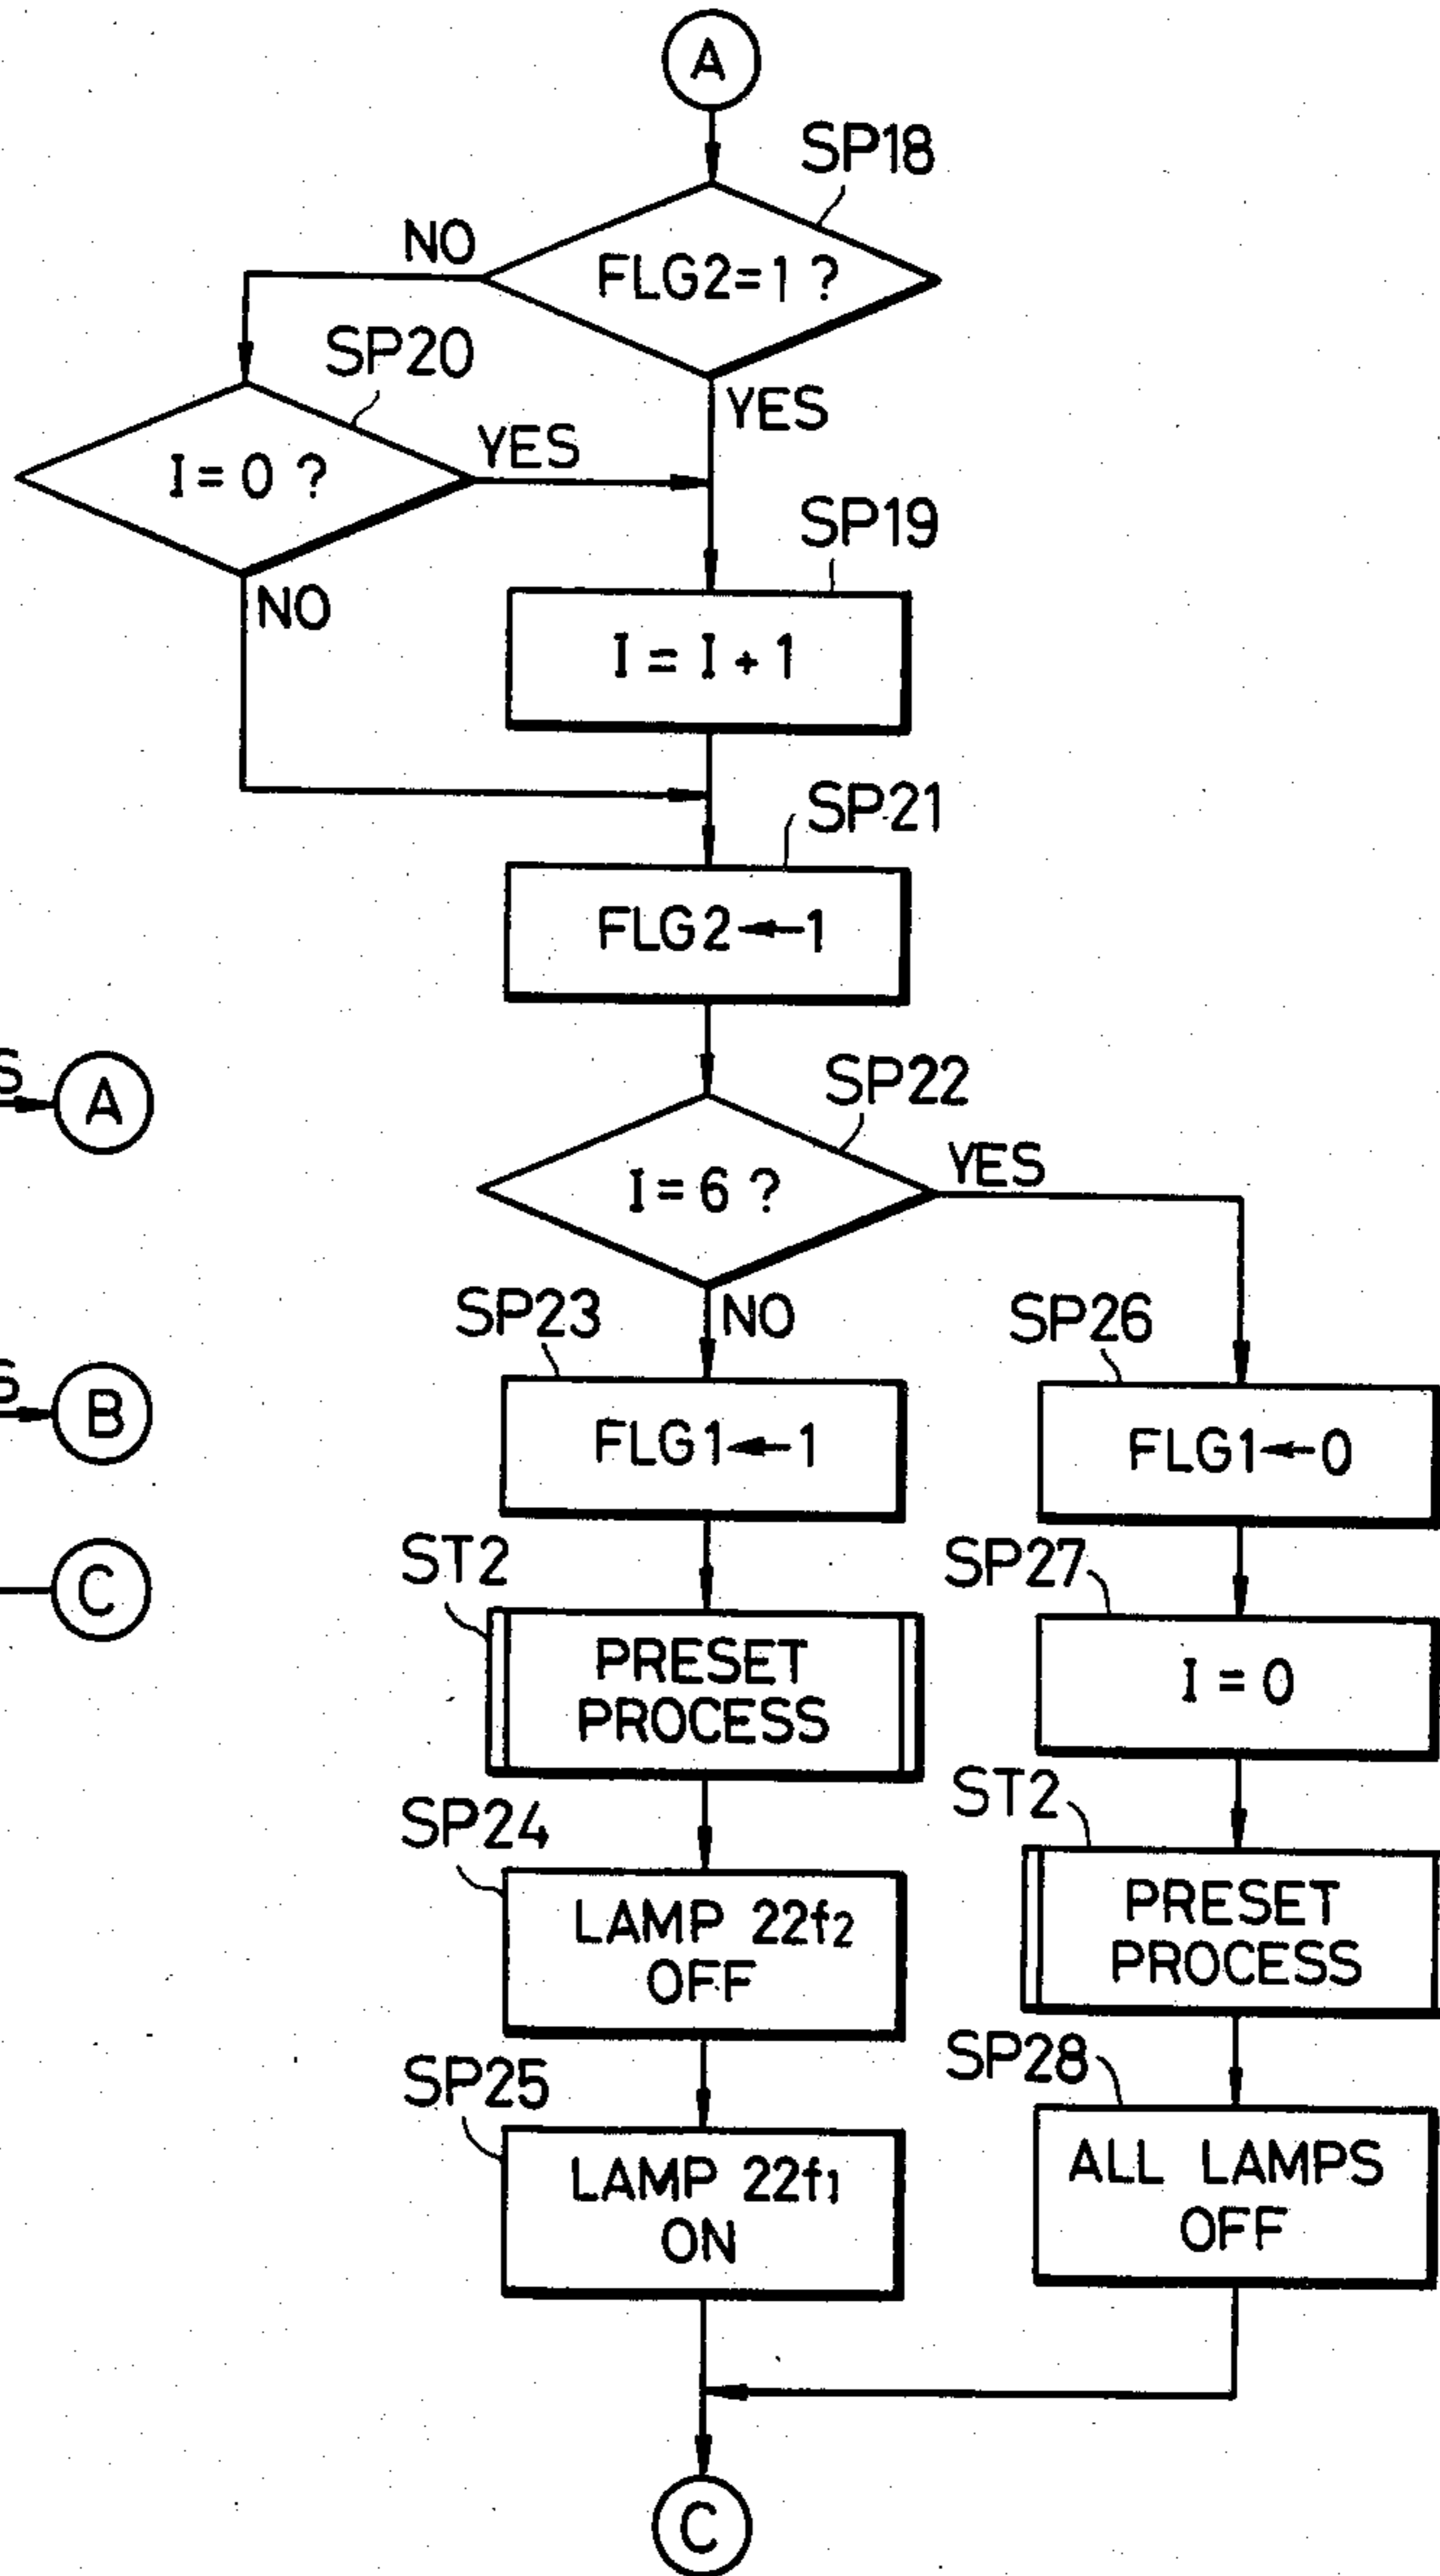 A
SP18
NO
FLG2=1 ?
SP20
YES
YES
I=0 ?
SP19
NO
I = I + 1
SP21
FLG2←1
S
A
SP22
I=6 ?
YES
SP23
NO
SP26
S
B
FLG1←1
FLG1←0
ST2
SP27
C
PRESET
PROCESS
I = 0
SP24
ST2
LAMP 22f2
OFF
PRESET
PROCESS
SP25
SP28
LAMP 22f1
ON
ALL LAMPS
OFF
C